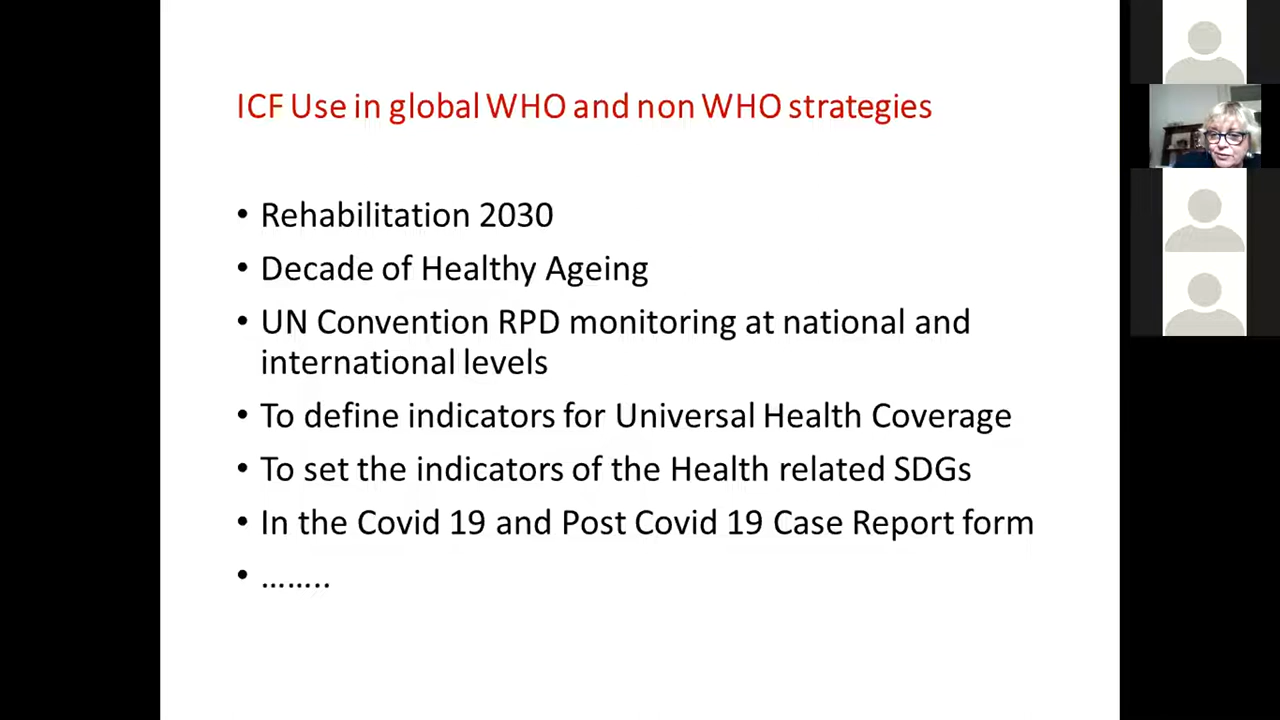 ICF Use in global WHO and non WHO strategies
• Rehabilitation 2030
• Decade of Healthy Ageing
• UN Convention RPD monitoring at national and
international levels
• To define indicators for Universal Health Coverage
• To set the indicators of the Health related SDGs
• In the Covid 19 and Post Covid 19 Case Report form
• ……..